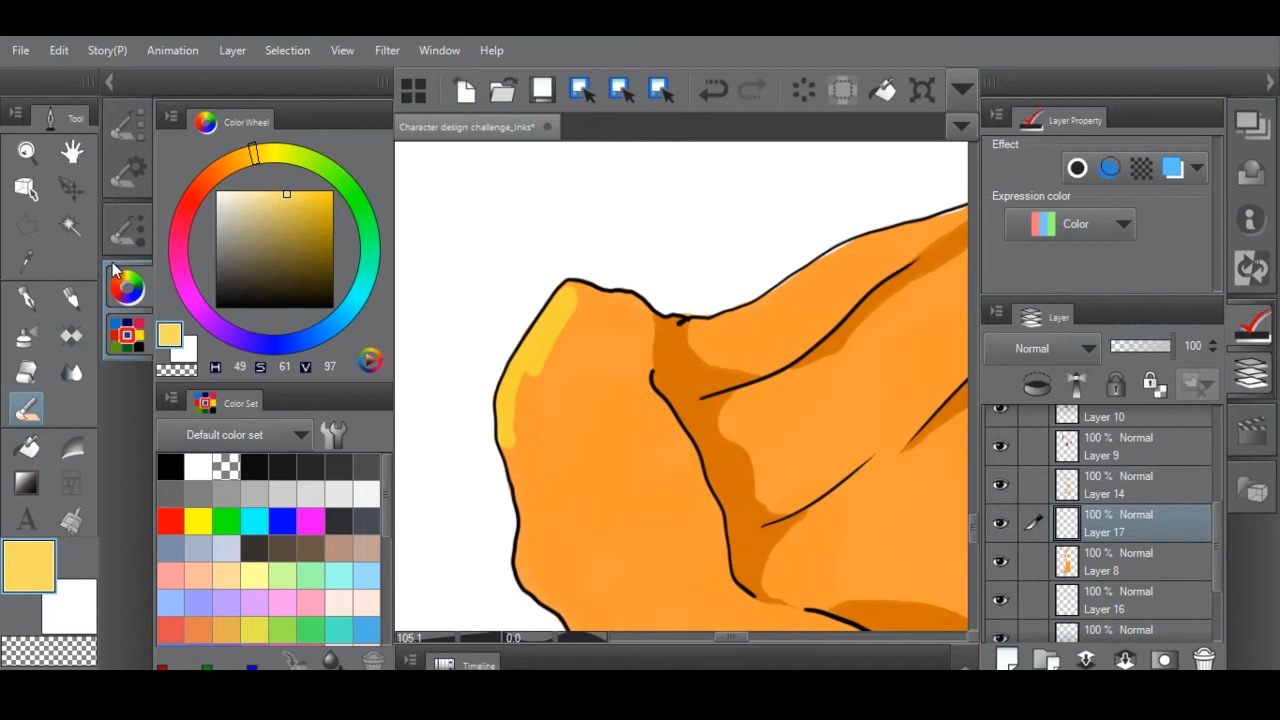 File Edit Story(P) Animation Layer Selection View Filter Window Help
Tool
Color Wheel
Character design challenge_Inks*
H 49 S 61 V 97
Color Set
Default color set
A
105.1 0.0
Timeline
Layer Property
Effect
Expression color
Color
Layer
Normal 100
Layer 10
100 % Normal
Layer 9
100 % Normal
Layer 14
100 % Normal
Layer 17
100 % Normal
Layer 8
100 % Normal
Layer 16
100 % Normal